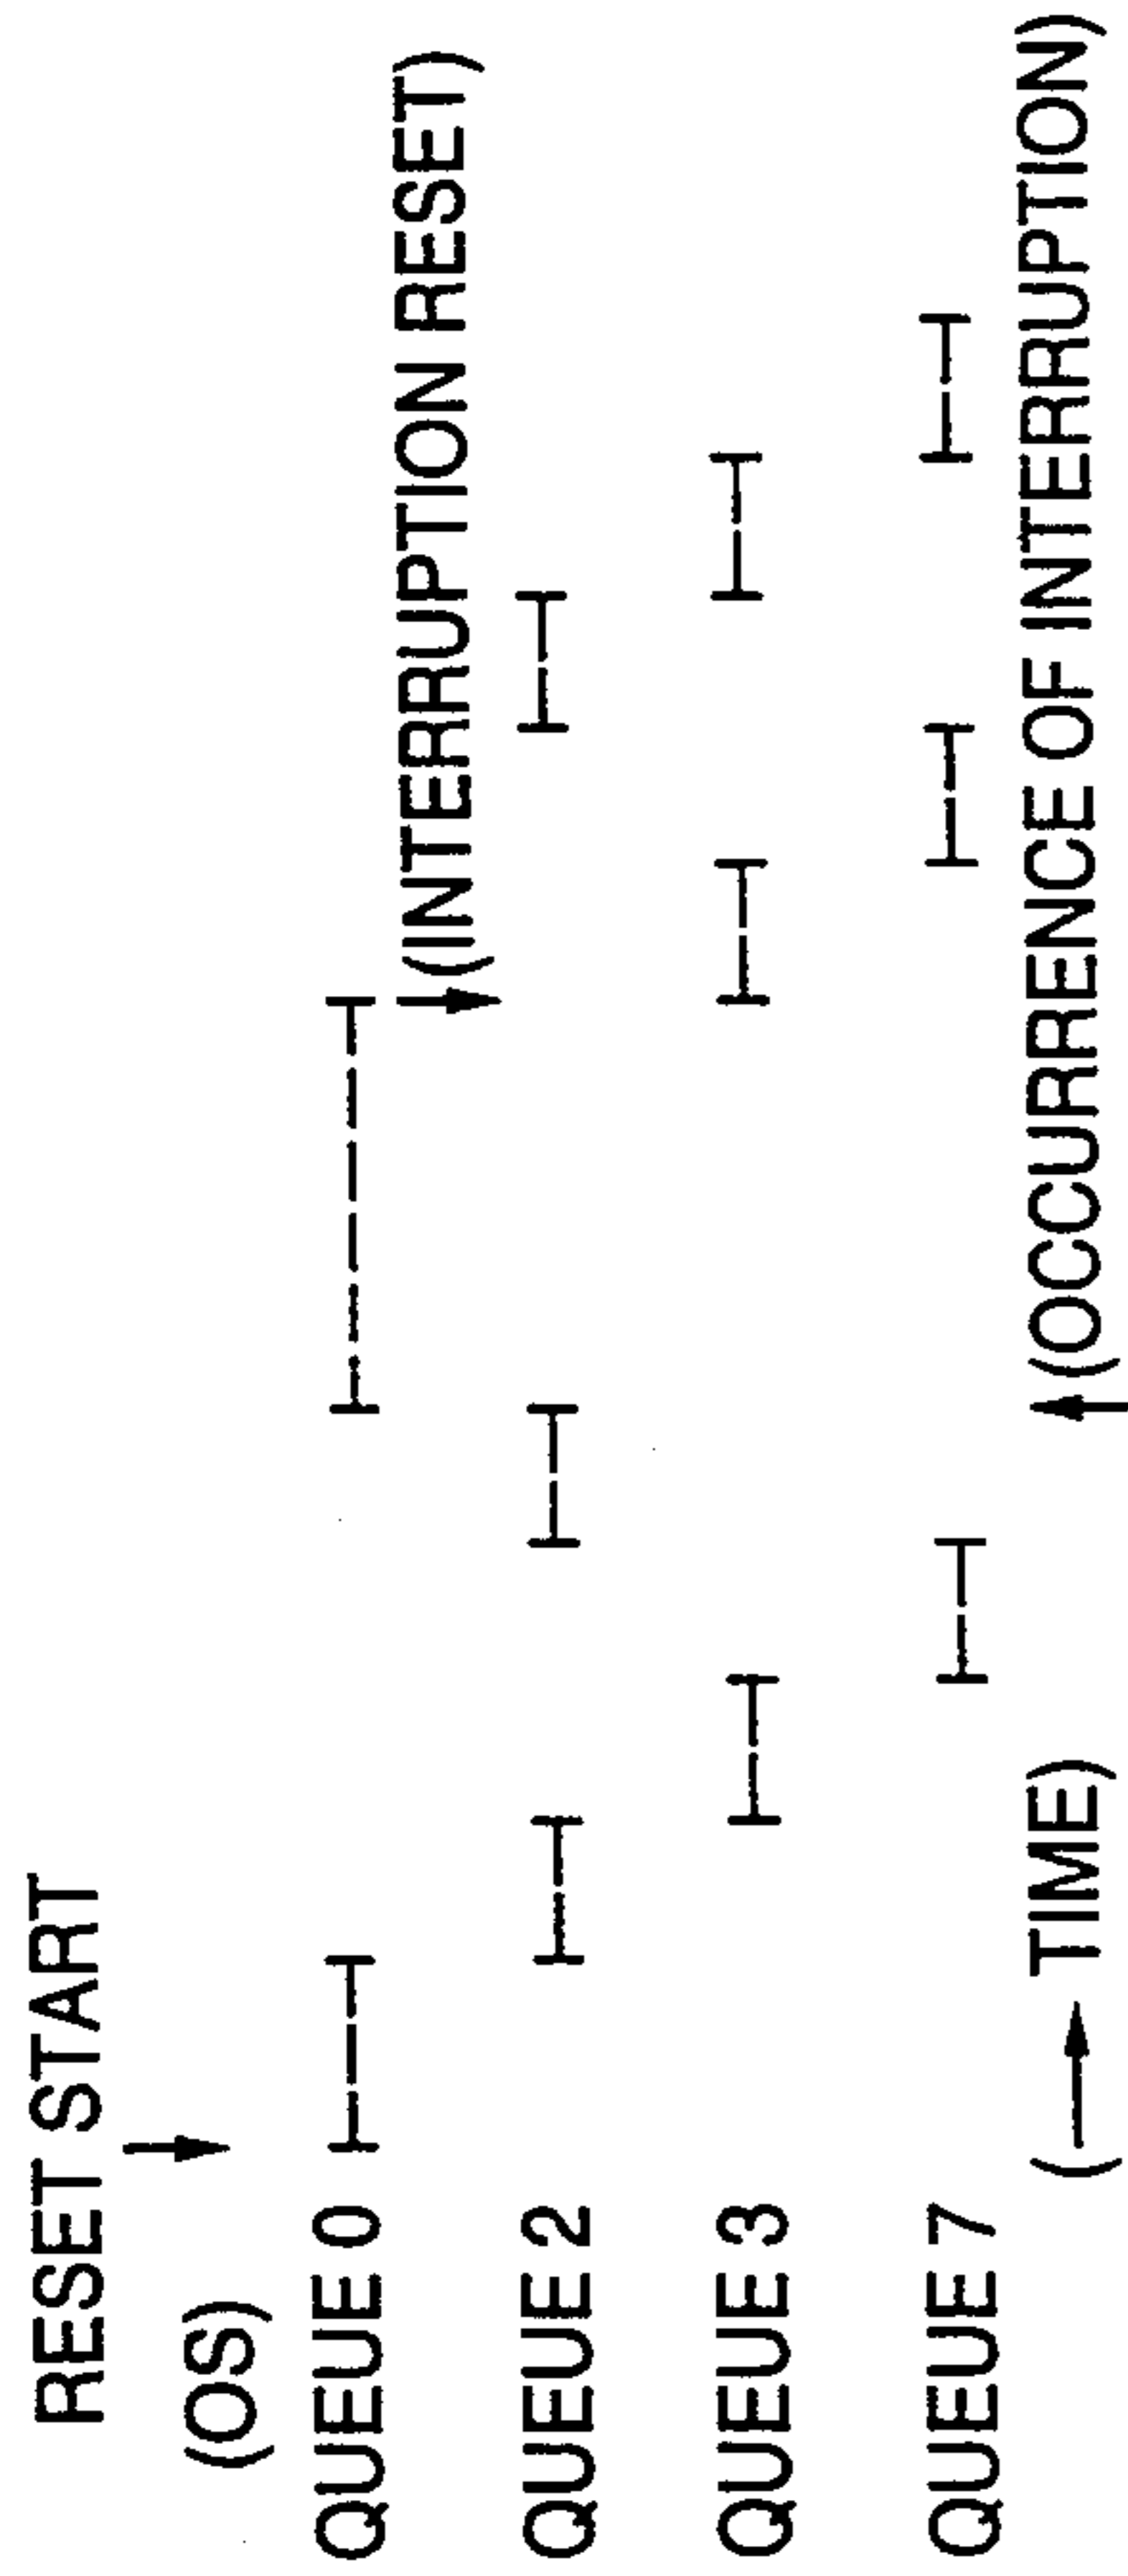 RESET START
(OS)
QUEUE 0
(INTERRUPTION RESET)
QUEUE 2
QUEUE 3
QUEUE 7
(→ TIME)
(OCCURRENCE OF INTERRUPTION)